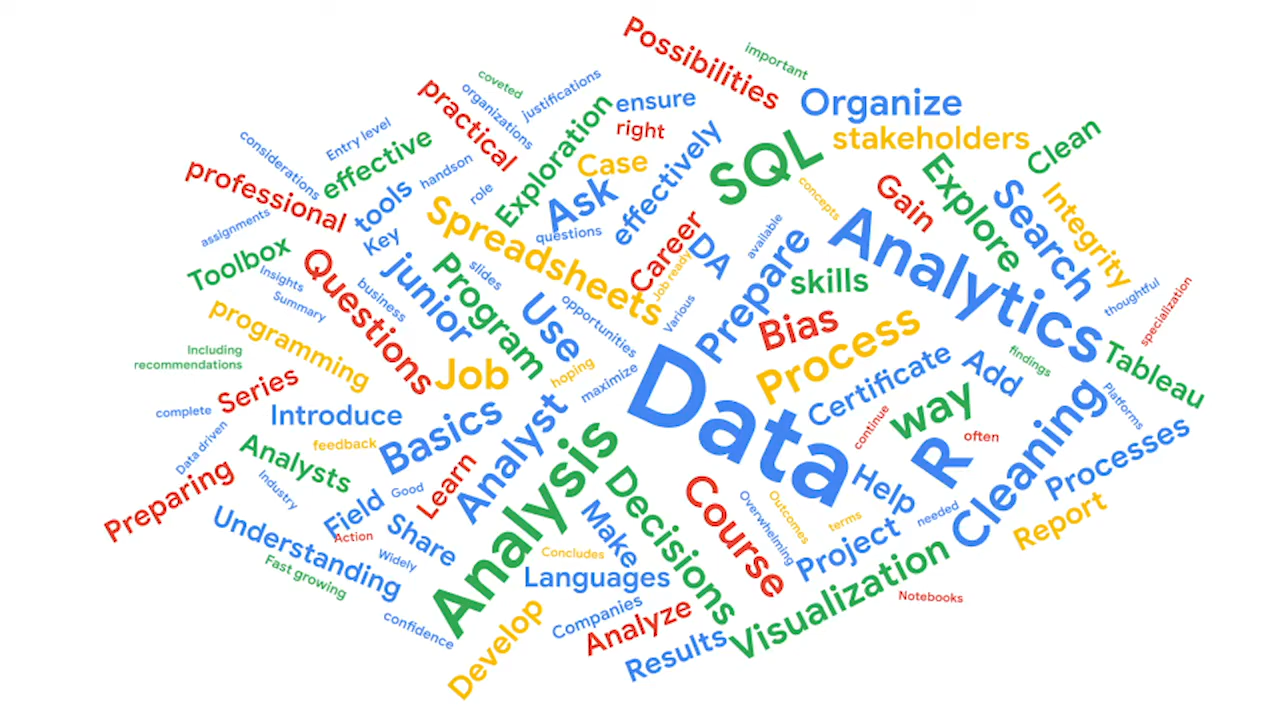 Possibilities
important
coveted
organizations
justifications
practical
Exploration
ensure
right
Organize
stakeholders
Clean
considerations
Entry level
effective
handson
role
Case
Ask
effectively
SQL
concepts
Gain
Explore
Search
Integrity
professional
assignments
tools
Key
Spreadsheets
questions
Career
DA
available
Job ready
Analytics
Toolbox
Insights
Summary
Questions
junior
business
Program
slides
Use
opportunities
Various
Prepare
skills
Bias
Process
thoughtful
specialization
programming
Including
recommendations
Series
Job
hoping
maximize
Data
Certificate
Add
findings
Tableau
Platforms
complete
Introduce
feedback
Basics
Analyst
continue
way
often
R
Cleaning
Processes
Data driven
Analysts
Industry
Preparing
Field
Good
Learn
Action
Share
Widely
Analysis
Decisions
Make
Course
Overwhelming
Outcomes
terms
Help
needed
Project
Report
Understanding
Fast growing
confidence
Concludes
Languages
Companies
Develop
Analyze
Results
Visualization
Notebooks